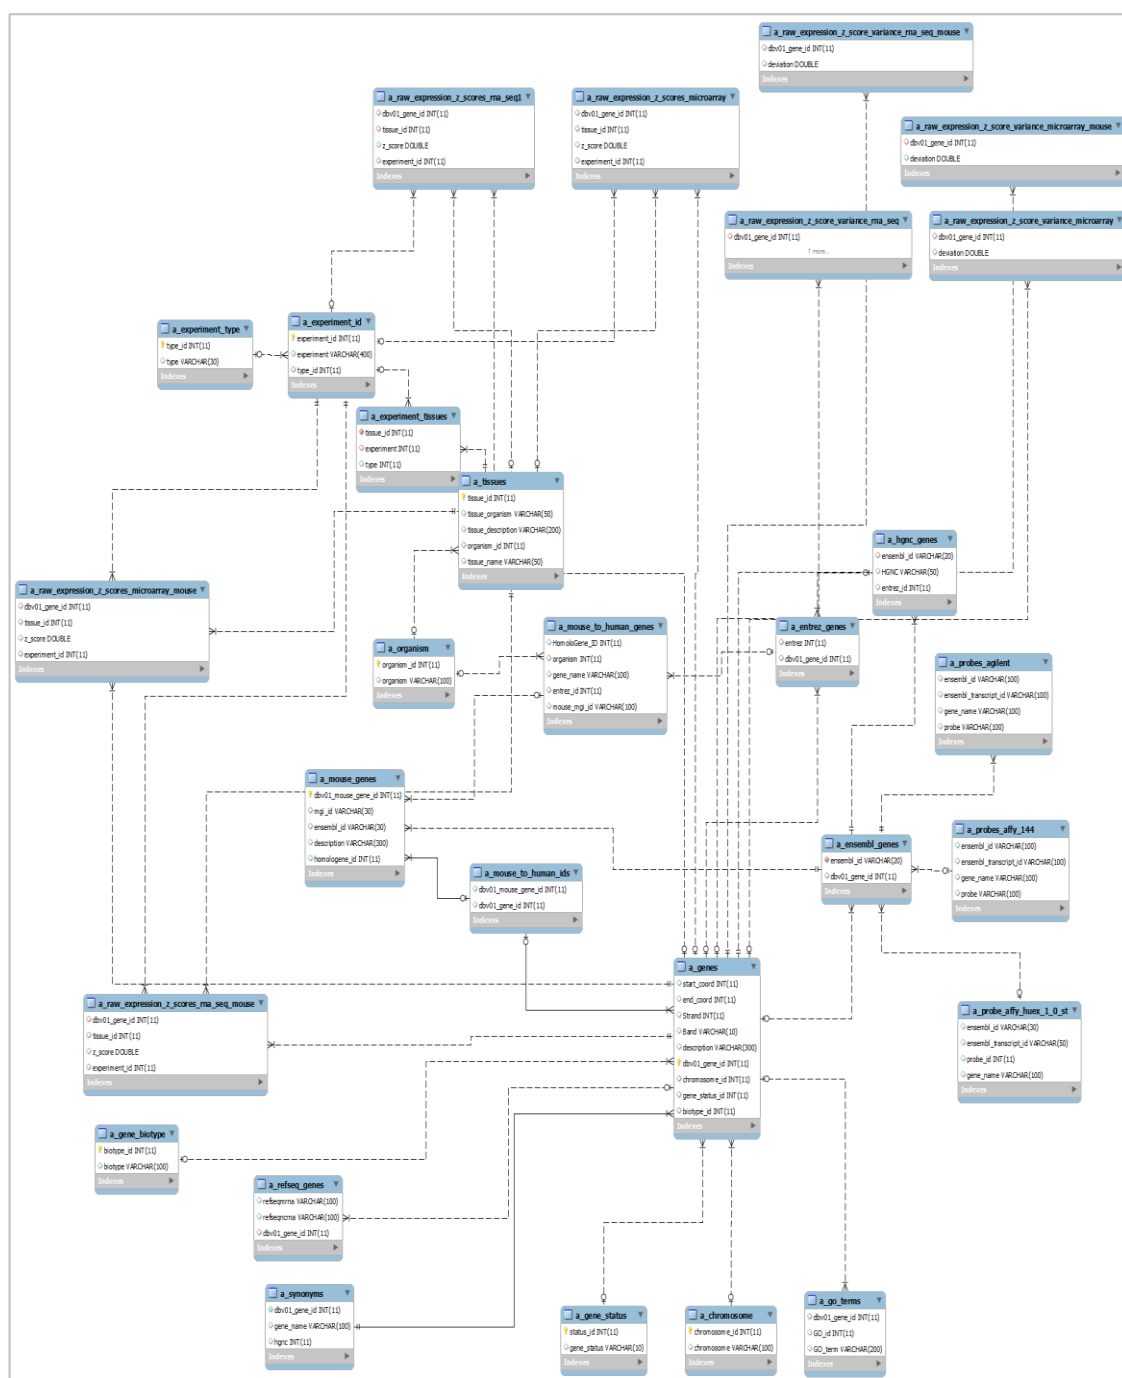 a_raw_expression_z_score_variance_rna_seq_mouse
dbv01_gene_id INT(11)
deviation DOUBLE
Indexes
a_raw_expression_z_scores_rna_seq1
dbv01_gene_id INT(11)
tissue_id INT(11)
z_score DOUBLE
experiment_id INT(11)
Indexes
a_raw_expression_z_scores_microarray
dbv01_gene_id INT(11)
tissue_id INT(11)
z_score DOUBLE
experiment_id INT(11)
Indexes
a_raw_expression_z_score_variance_microarray_mouse
dbv01_gene_id INT(11)
deviation DOUBLE
Indexes
a_raw_expression_z_score_variance_rna_seq
dbv01_gene_id INT(11)
1 more...
Indexes
a_raw_expression_z_score_variance_microarray
dbv01_gene_id INT(11)
deviation DOUBLE
Indexes
a_experiment_type
type_id INT(11)
type VARCHAR(30)
Indexes
a_experiment_id
experiment_id INT(11)
experiment VARCHAR(400)
type_id INT(11)
Indexes
a_experiment_tissues
tissue_id INT(11)
experiment INT(11)
type INT(11)
Indexes
a_tissues
tissue_id INT(11)
tissue_organism VARCHAR(50)
tissue_description VARCHAR(200)
organism_id INT(11)
tissue_name VARCHAR(50)
Indexes
a_hgnc_genes
ensembl_id VARCHAR(20)
HGNC VARCHAR(50)
entrez_id INT(11)
Indexes
a_raw_expression_z_scores_microarray_mouse
dbv01_gene_id INT(11)
tissue_id INT(11)
z_score DOUBLE
experiment_id INT(11)
Indexes
a_organism
organism_id INT(11)
organism VARCHAR(100)
Indexes
a_mouse_to_human_genes
HomoloGene_ID INT(11)
organism INT(11)
gene_name VARCHAR(100)
entrez_id INT(11)
mouse_mgi_id VARCHAR(100)
Indexes
a_entrez_genes
entrez INT(11)
dbv01_gene_id INT(11)
Indexes
a_probes_agilent
ensembl_id VARCHAR(100)
ensembl_transcript_id VARCHAR(100)
gene_name VARCHAR(100)
probe VARCHAR(100)
Indexes
a_mouse_genes
dbv01_mouse_gene_id INT(11)
mgi_id VARCHAR(30)
ensembl_id VARCHAR(30)
description VARCHAR(300)
homologene_id INT(11)
Indexes
a_mouse_to_human_ids
dbv01_mouse_gene_id INT(11)
dbv01_gene_id INT(11)
Indexes
a_ensembl_genes
ensembl_id VARCHAR(20)
dbv01_gene_id INT(11)
Indexes
a_probes_affy_144
ensembl_id VARCHAR(100)
ensembl_transcript_id VARCHAR(100)
gene_name VARCHAR(100)
probe VARCHAR(100)
Indexes
a_genes
start_coord INT(11)
end_coord INT(11)
Strand INT(11)
Band VARCHAR(10)
description VARCHAR(300)
dbv01_gene_id INT(11)
chromosome_id INT(11)
gene_status_id INT(11)
biotype_id INT(11)
Indexes
a_raw_expression_z_scores_rna_seq_mouse
dbv01_gene_id INT(11)
tissue_id INT(11)
z_score DOUBLE
experiment_id INT(11)
Indexes
a_probe_affy_huex_1_0_st
ensembl_id VARCHAR(30)
ensembl_transcript_id VARCHAR(50)
probe_id INT(11)
gene_name VARCHAR(100)
Indexes
a_gene_biotype
biotype_id INT(11)
biotype VARCHAR(100)
Indexes
a_refseq_genes
refseqmrna VARCHAR(100)
refseqncrna VARCHAR(100)
dbv01_gene_id INT(11)
Indexes
a_synonyms
dbv01_gene_id INT(11)
gene_name VARCHAR(100)
hgnc INT(11)
Indexes
a_gene_status
status_id INT(11)
gene_status VARCHAR(10)
Indexes
a_chromosome
chromosome_id INT(11)
chromosome VARCHAR(100)
Indexes
a_go_terms
dbv01_gene_id INT(11)
GO_id INT(11)
GO_term VARCHAR(200)
Indexes